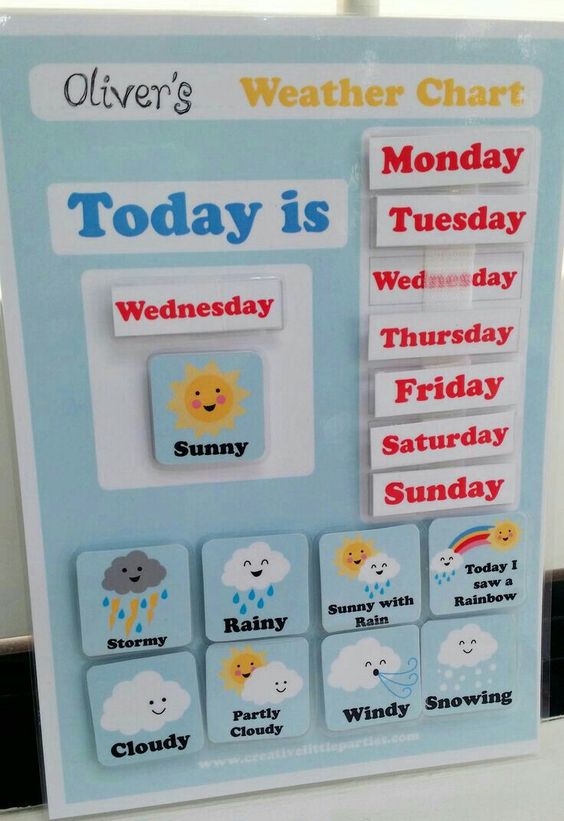 Oliver's Weather Chart
Today is
Wednesday
Sunny
Monday
Tuesday
Wednesday
Thursday
Friday
Saturday
Sunday
Stormy
Rainy
Sunny with
Rain
Today I
saw a
Rainbow
Cloudy
Partly
Cloudy
Windy
Snowing
www.creativelittleparties.com